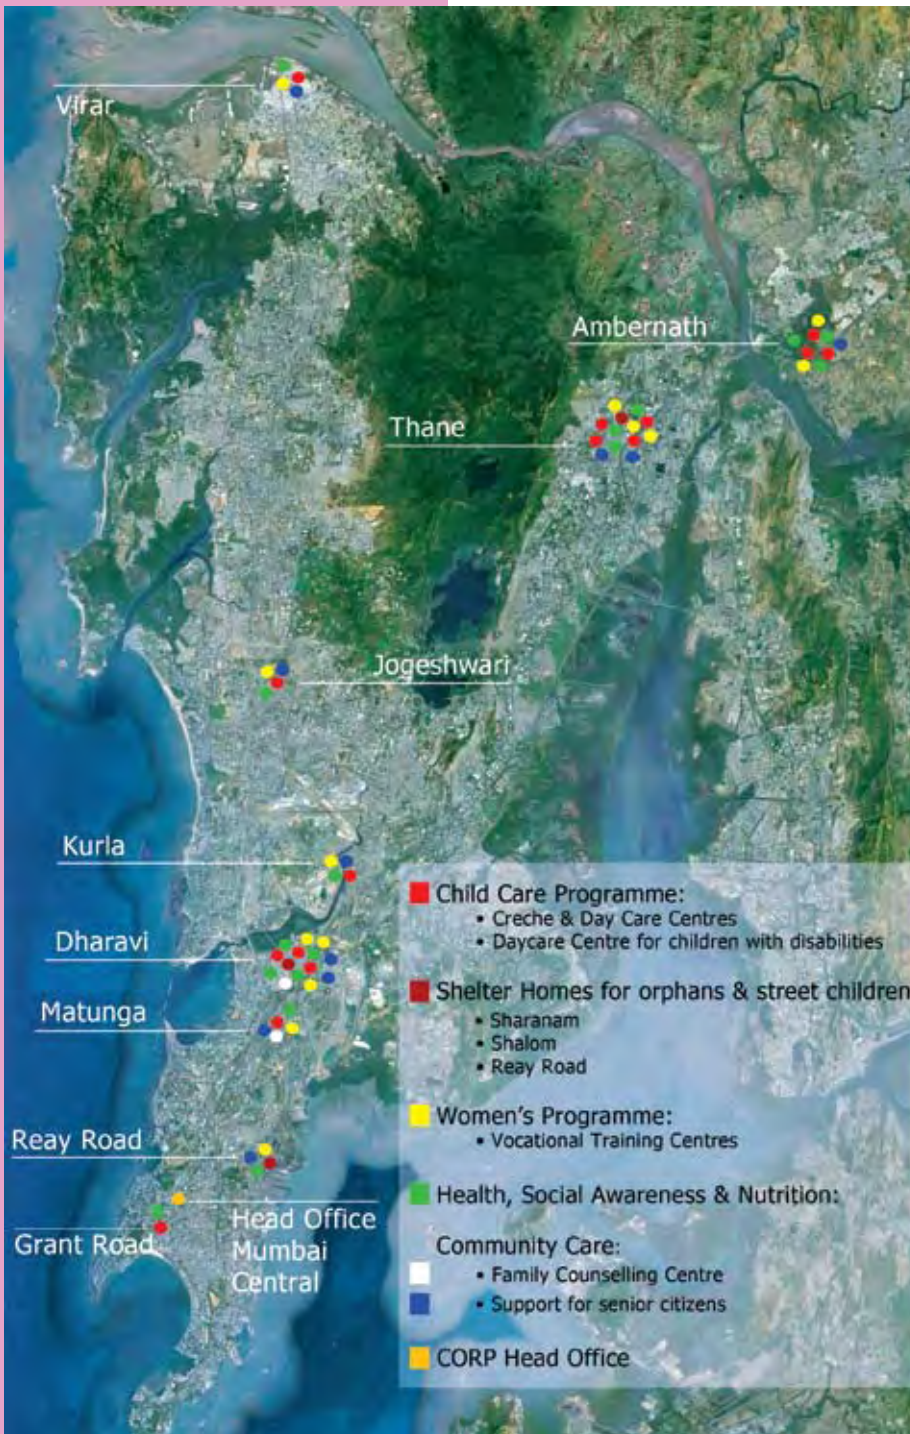 Virar
Ambernath
Thane
Jogeshwari
Kurla
Dharavi
Matunga
Reay Road
Head Office
Mumbai
Central
Grant Road
Child Care Programme:
• Creche & Day Care Centres
• Daycare Centre for children with disabilities
Shelter Homes for orphans & street children
• Sharanam
• Shalom
• Reay Road
Women's Programme:
• Vocational Training Centres
Health, Social Awareness & Nutrition:
Community Care:
• Family Counselling Centre
• Support for senior citizens
CORP Head Office